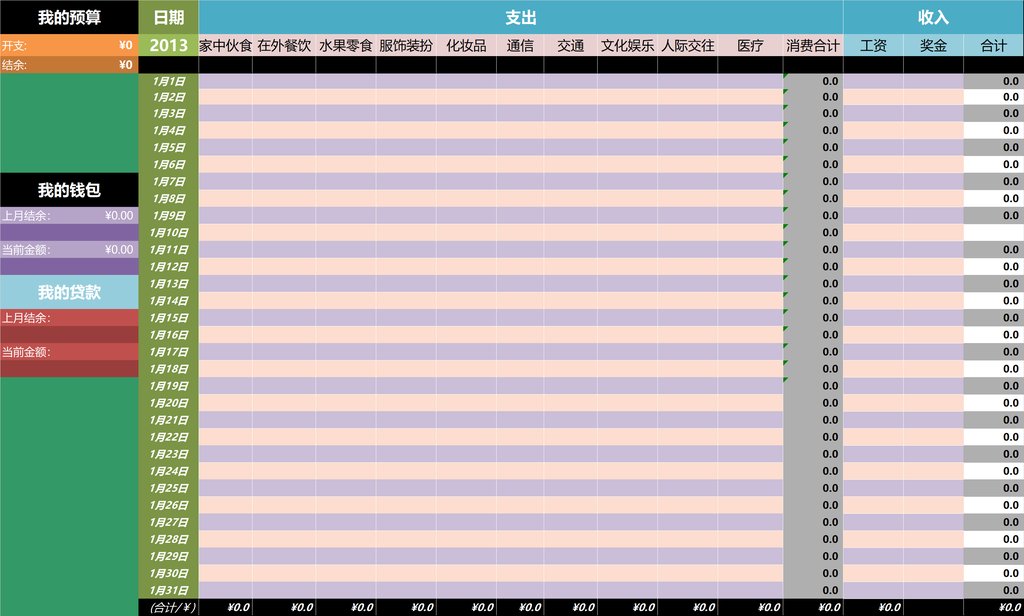 我的预算 日期 支出 收入
开支: ¥0 2013 家中伙食 在外餐饮 水果零食 服饰装扮 化妆品 通信 交通 文化娱乐 人际交往 医疗 消费合计 工资 奖金 合计
结余: ¥0
1月1日 0.0 0.0
1月2日 0.0 0.0
1月3日 0.0 0.0
1月4日 0.0 0.0
1月5日 0.0 0.0
1月6日 0.0 0.0
我的钱包 1月7日 0.0 0.0
1月8日 0.0 0.0
上月结余: ¥0.00 1月9日 0.0 0.0
1月10日 0.0
当前金额: ¥0.00 1月11日 0.0 0.0
1月12日 0.0 0.0
我的贷款 1月13日 0.0 0.0
1月14日 0.0 0.0
上月结余: 1月15日 0.0 0.0
1月16日 0.0 0.0
当前金额: 1月17日 0.0 0.0
1月18日 0.0 0.0
1月19日 0.0 0.0
1月20日 0.0 0.0
1月21日 0.0 0.0
1月22日 0.0 0.0
1月23日 0.0 0.0
1月24日 0.0 0.0
1月25日 0.0 0.0
1月26日 0.0 0.0
1月27日 0.0 0.0
1月28日 0.0 0.0
1月29日 0.0 0.0
1月30日 0.0 0.0
1月31日 0.0 0.0
(合计/¥) ¥0.0 ¥0.0 ¥0.0 ¥0.0 ¥0.0 ¥0.0 ¥0.0 ¥0.0 ¥0.0 ¥0.0 ¥0.0 ¥0.0 ¥0.0